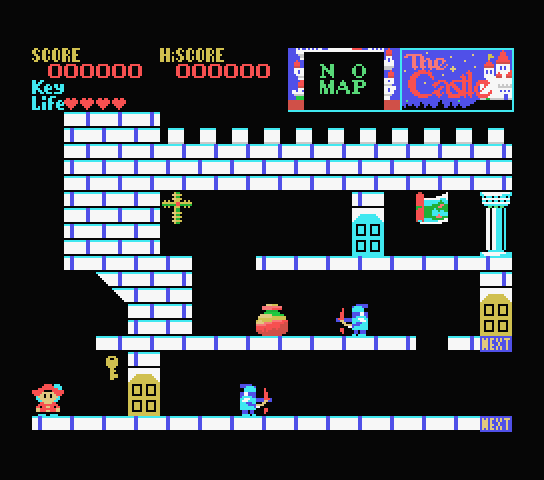 SCORE
000000
H:SCORE
000000
Key
Life
N O
MAP
The
Castle
NEXT
NEXT